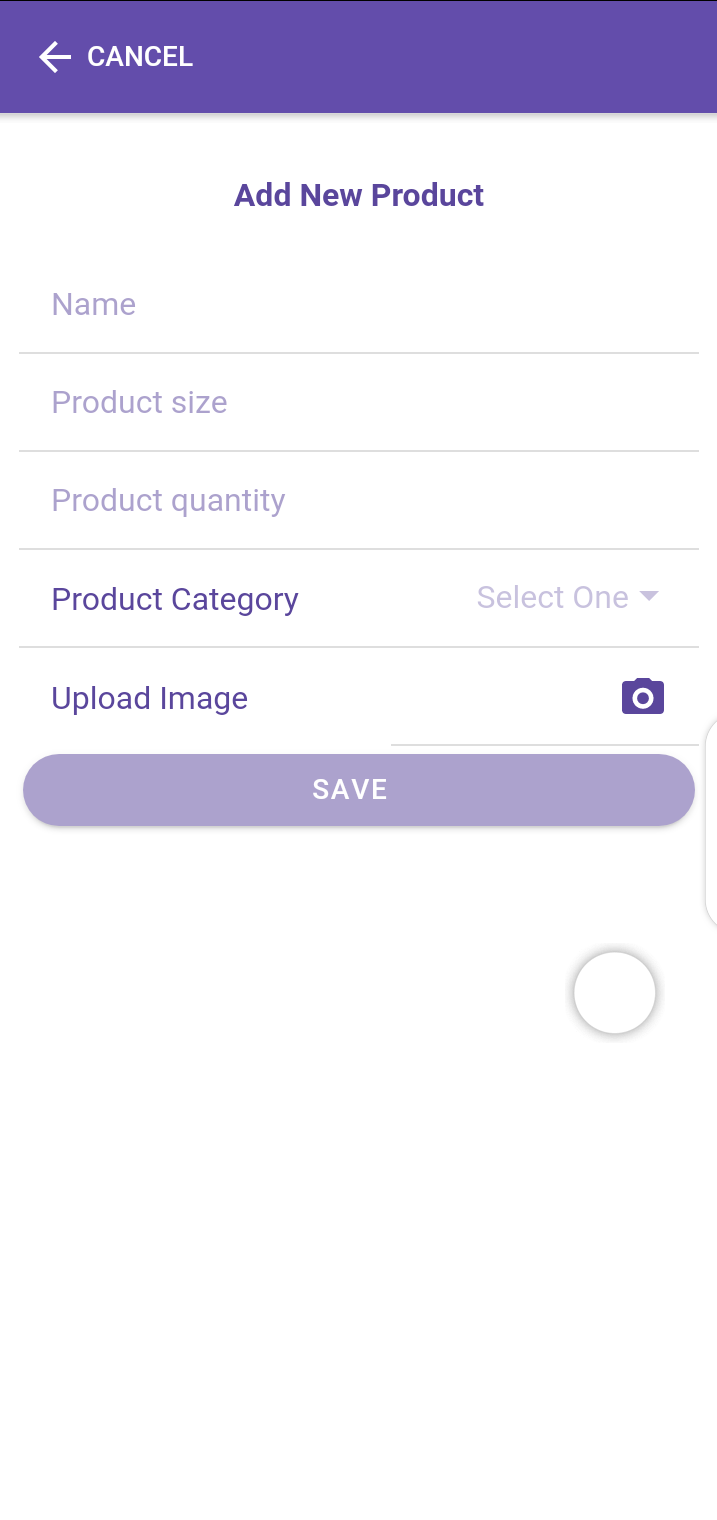 CANCEL
Add New Product
Name
Product size
Product quantity
Product Category Select One
Upload Image
SAVE